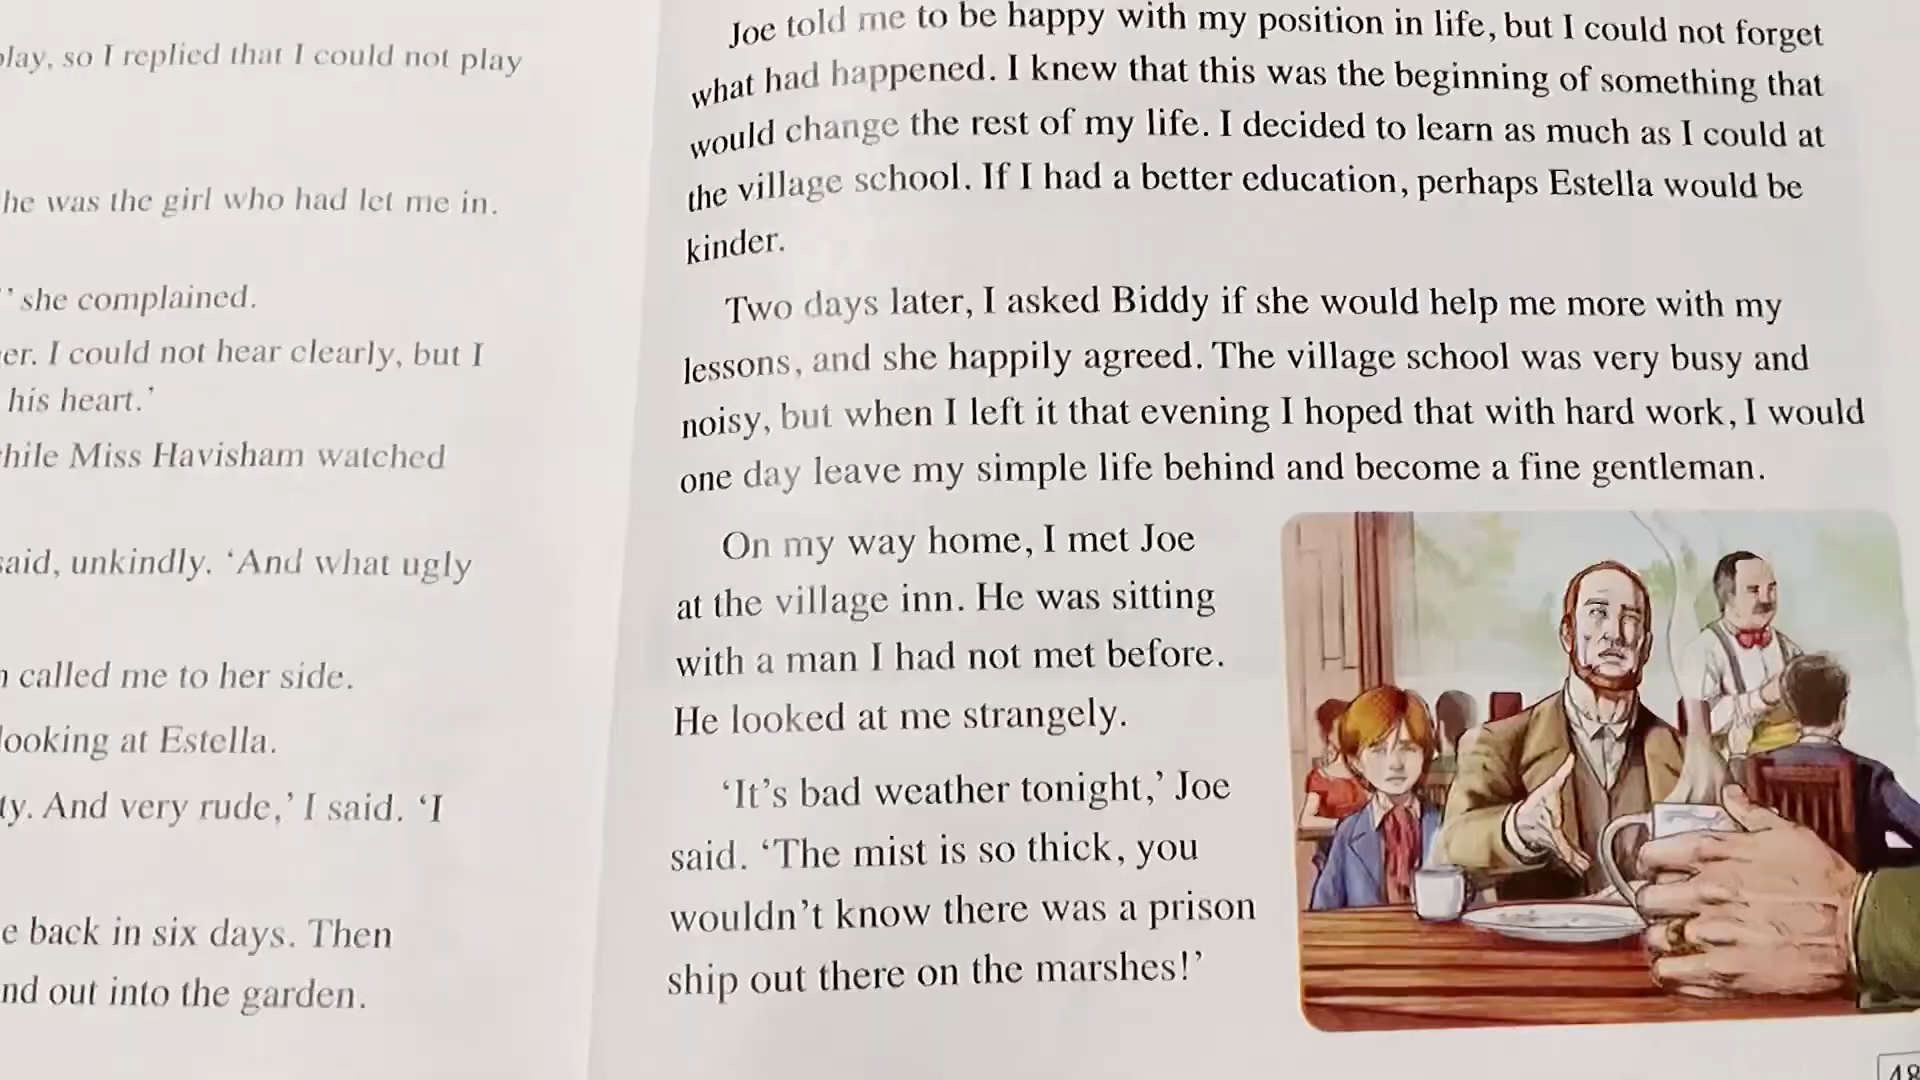 play, so I replied that I could not play
he was the girl who had let me in.
’ she complained.
er. I could not hear clearly, but I
his heart.’
while Miss Havisham watched
said, unkindly. ‘And what ugly
called me to her side.
looking at Estella.
ty. And very rude,’ I said. ‘I
e back in six days. Then
nd out into the garden.
Joe told me to be happy with my position in life, but I could not forget
what had happened. I knew that this was the beginning of something that
would change the rest of my life. I decided to learn as much as I could at
the village school. If I had a better education, perhaps Estella would be
kinder.
Two days later, I asked Biddy if she would help me more with my
lessons, and she happily agreed. The village school was very busy and
noisy, but when I left it that evening I hoped that with hard work, I would
one day leave my simple life behind and become a fine gentleman.
On my way home, I met Joe
at the village inn. He was sitting
with a man I had not met before.
He looked at me strangely.
‘It’s bad weather tonight,’ Joe
said. ‘The mist is so thick, you
wouldn’t know there was a prison
ship out there on the marshes!’
48